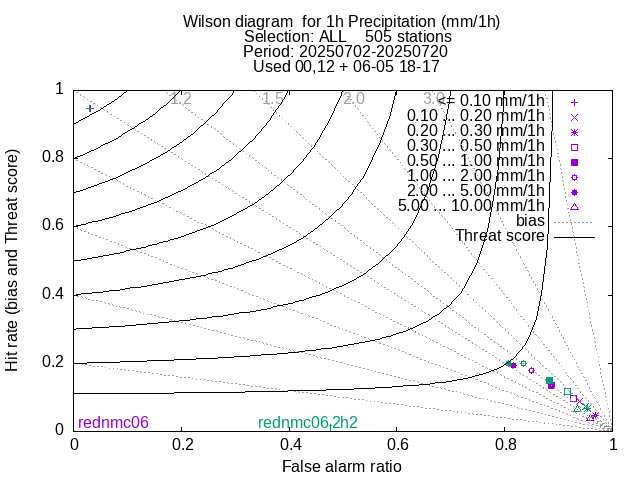 Wilson diagram  for 1h Precipitation (mm/1h)
Selection: ALL    505 stations
Period: 20250702-20250720
Used 00,12 + 06-05 18-17
1
0.8
0.6
0.4
0.2
0
1.2
1.5
2.0
3.0
<= 0.10 mm/1h
0.10 ... 0.20 mm/1h
0.20 ... 0.30 mm/1h
0.30 ... 0.50 mm/1h
0.50 ... 1.00 mm/1h
1.00 ... 2.00 mm/1h
2.00 ... 5.00 mm/1h
5.00 ... 10.00 mm/1h
bias
Threat score
Hit rate (bias and Threat score)
rednmc06
rednmc06,2h2
0
0.2
0.4
0.6
0.8
1
False alarm ratio